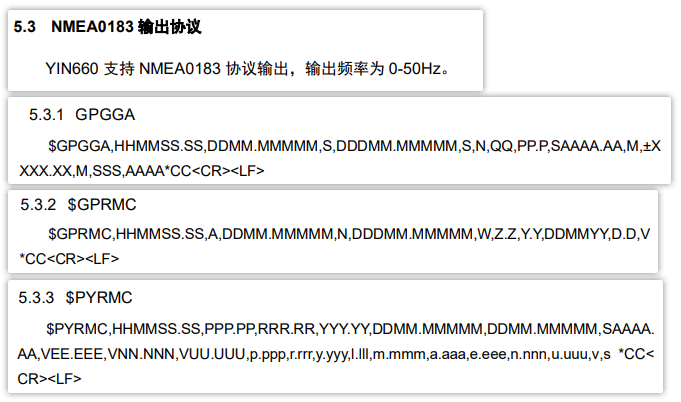 5.3 NMEA0183 输出协议
YIN660 支持 NMEA0183 协议输出，输出频率为 0-50Hz。
5.3.1 GPGGA
$GPGGA,HHMMSS.SS,DDMM.MMMMM,S,DDDMM.MMMMM,S,N,QQ,PP.P,SAAAA.AA,M,±X
XXX.XX,M,SSS,AAAA*CC<CR><LF>
5.3.2 $GPRMC
$GPRMC,HHMMSS.SS,A,DDMM.MMMMM,N,DDDMM.MMMMM,W,Z.Z,Y.Y,DDMMYY,D.D,V
*CC<CR><LF>
5.3.3 $PYRMC
$PYRMC,HHMMSS.SS,PPP.PP,RRR.RR,YYY.YY,DDMM.MMMMM,DDMM.MMMMM,SAAAA.
AA,VEE.EEE,VNN.NNN,VUU.UUU,p.ppp,r.rrr,y.yyy,l.lll,m.mmm,a.aaa,e.eee,n.nnn,u.uuu,v,s *CC<
CR><LF>